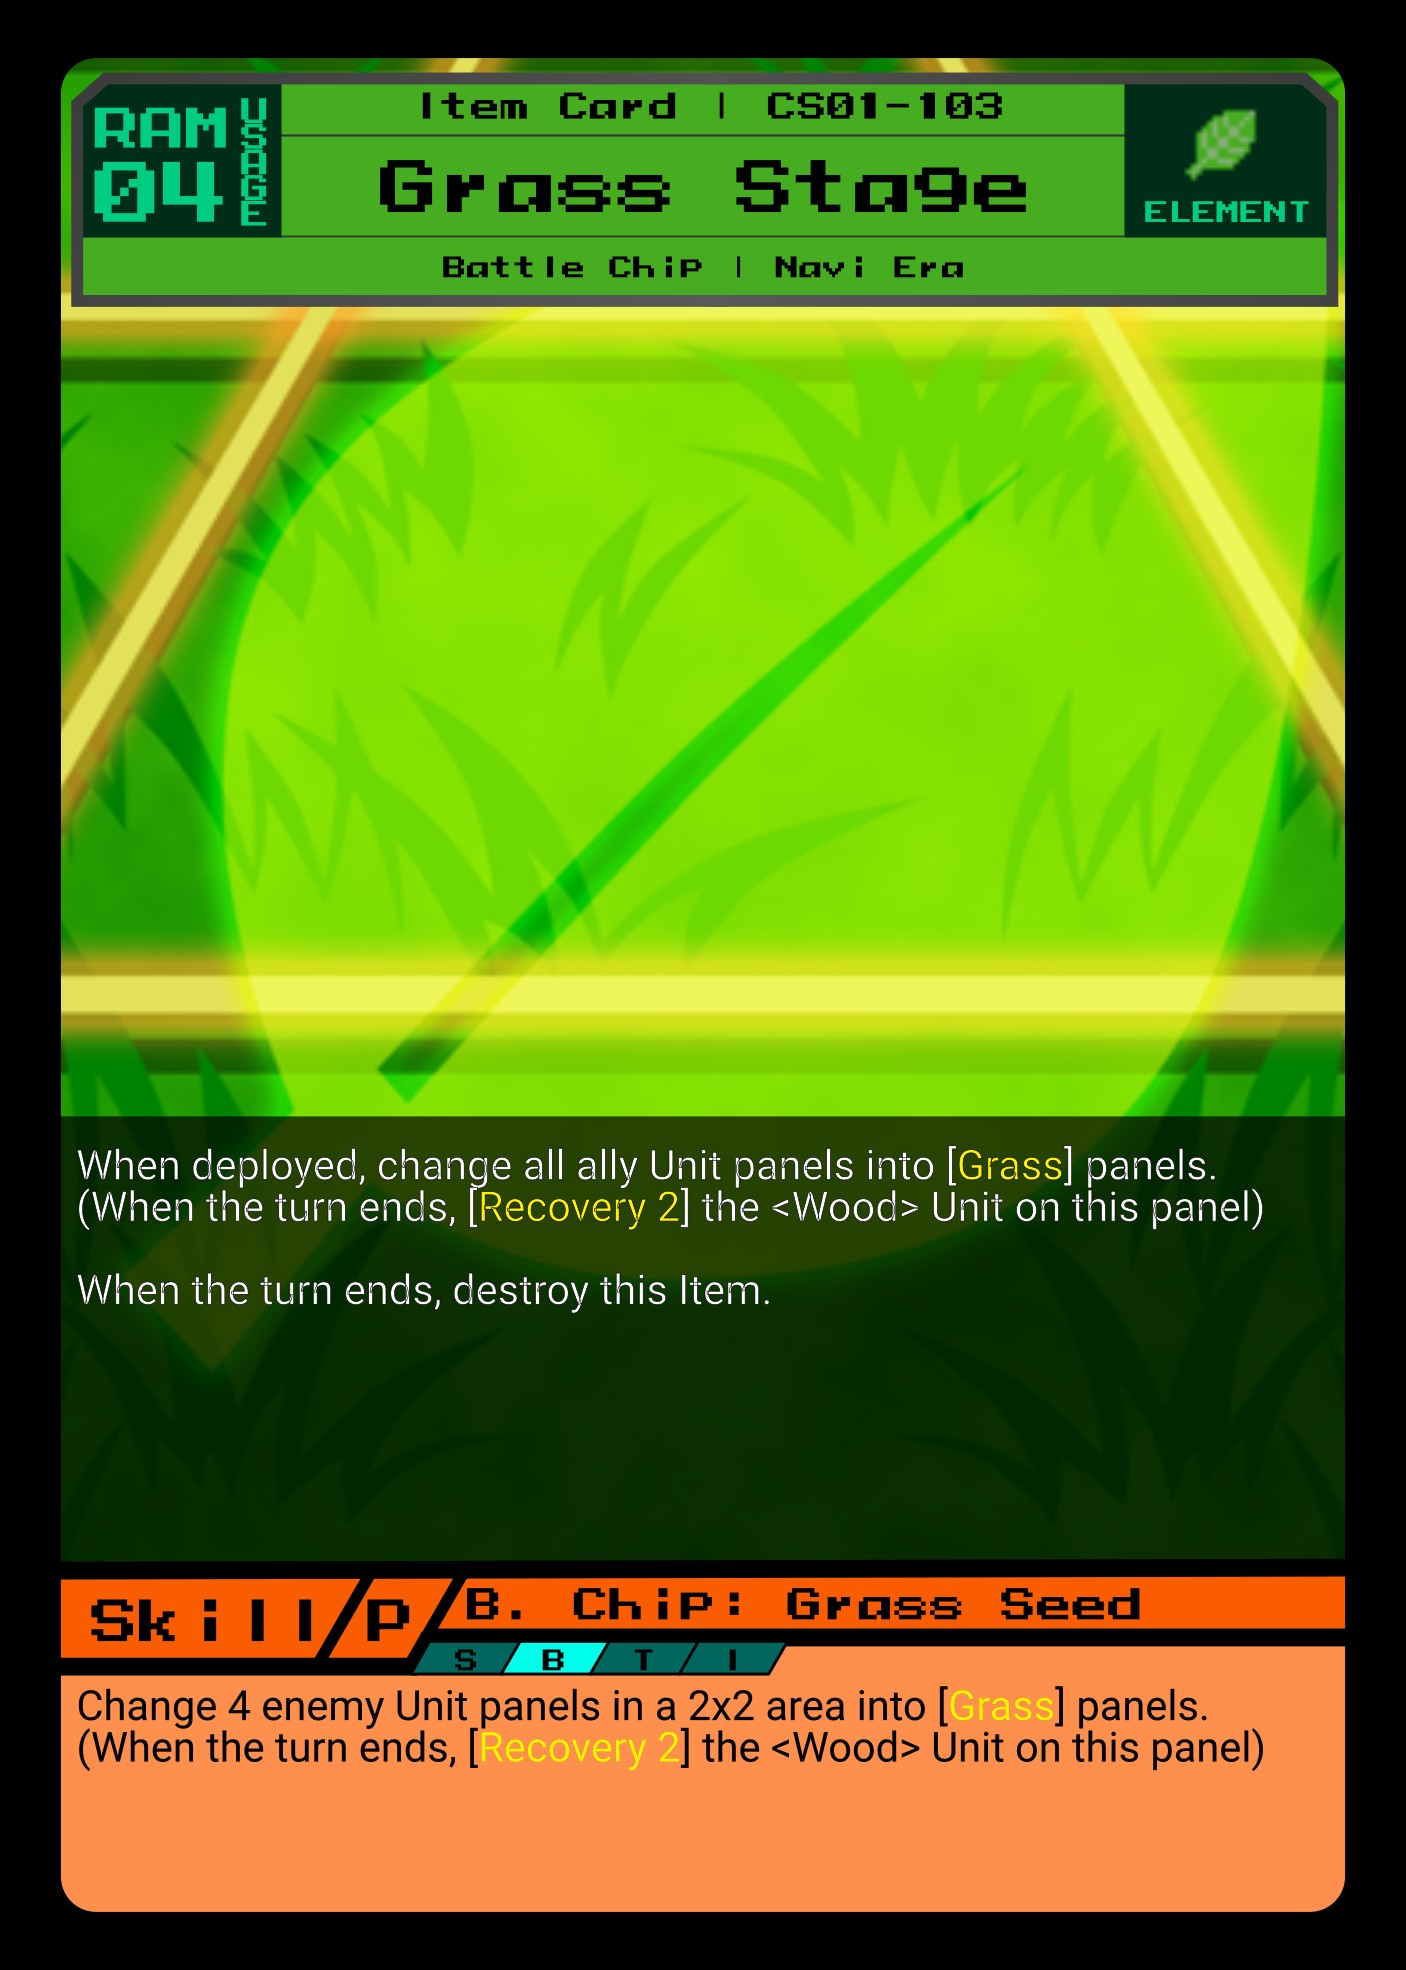 RAM USAGE
04
Item Card | CS01-103
Grass Stage
ELEMENT
Battle Chip | Navi Era
When deployed, change all ally Unit panels into [Grass] panels.
(When the turn ends, [Recovery 2] the <Wood> Unit on this panel)
When the turn ends, destroy this Item.
Skill/P/B. Chip: Grass Seed
S B T I
Change 4 enemy Unit panels in a 2x2 area into [Grass] panels.
(When the turn ends, [Recovery 2] the <Wood> Unit on this panel)